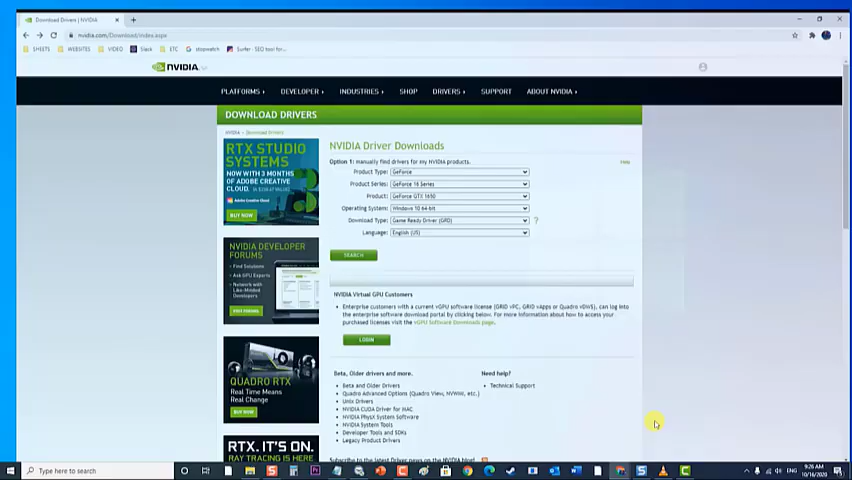 Download Drivers | NVIDIA
nvidia.com/Download/index.aspx
SHEETS WEBSITES VIDEO Slack ETC stopwatch Surfer - SEO tool for...
NVIDIA.
PLATFORMS DEVELOPER INDUSTRIES SHOP DRIVERS SUPPORT ABOUT NVIDIA
DOWNLOAD DRIVERS
NVIDIA > Download Drivers
RTX STUDIO
SYSTEMS
NOW WITH 3 MONTHS
OF ADOBE CREATIVE
CLOUD.
Adobe Creative Cloud
BUY NOW
NVIDIA DEVELOPER
FORUMS
Find Solutions
Ask GPU Experts
Network with
Like-Minded
Developers
VISIT FORUMS
QUADRO RTX
Real Time Means
Real Change
BUY NOW
RTX. IT'S ON.
RAY TRACING IS HERE
NVIDIA Driver Downloads
Option 1: manually find drivers for my NVIDIA products.
Help
Product Type: GeForce
Product Series: GeForce 16 Series
Product: GeForce GTX 1650
Operating System: Windows 10 64-bit
Download Type: Game Ready Driver (GRD) ?
Language: English (US)
SEARCH
NVIDIA Virtual GPU Customers
• Enterprise customers with a current vGPU software license (GRID vPC, GRID vApps or Quadro vDWS), can log into
the enterprise software download portal by clicking below. For more information about how to access your
purchased licenses visit the vGPU Software Downloads page.
LOGIN
Beta, Older drivers and more.
• Beta and Older Drivers
• Quadro Advanced Options (Quadro View, NVWMI, etc.)
• Unix Drivers
• NVIDIA CUDA Driver for MAC
• NVIDIA PhysX System Software
• NVIDIA System Tools
• Developer Tools and SDKs
• Legacy Product Drivers
Need help?
• Technical Support
Subscribe to the latest Driver news on the NVIDIA blog!
Type here to search
ENG
9:26 AM
10/16/2020